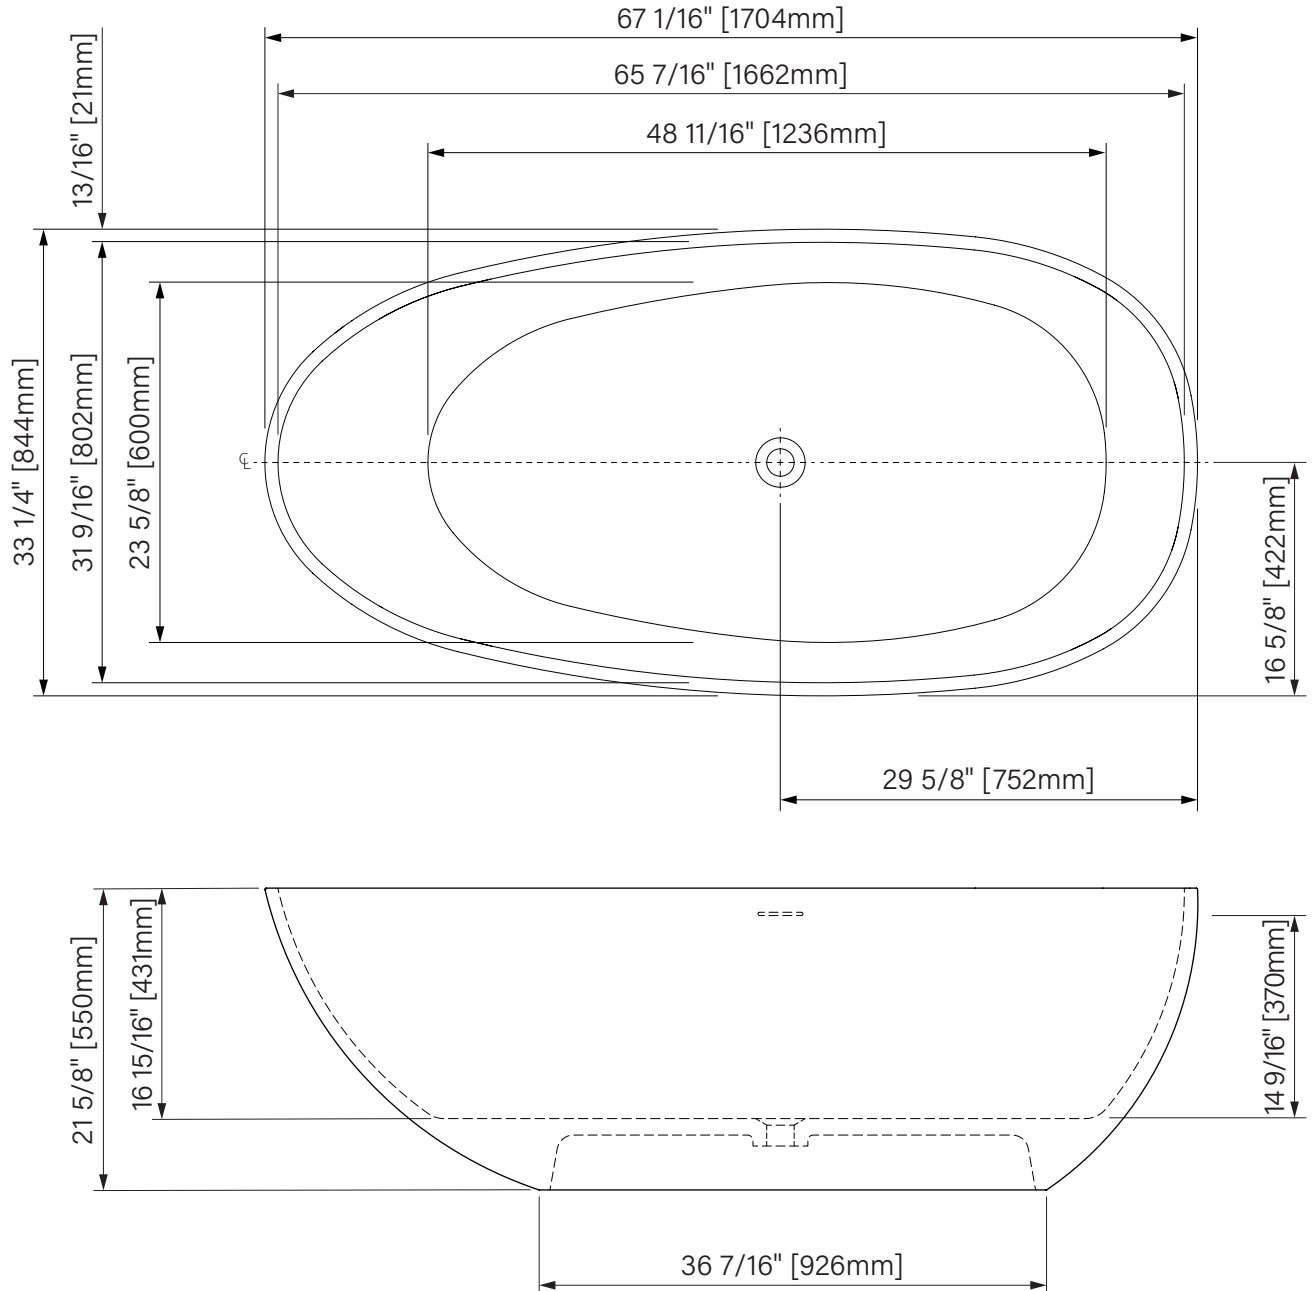 67 1/16" [1704mm]
65 7/16" [1662mm]
48 11/16" [1236mm]
13/16" [21mm]
33 1/4" [844mm]
31 9/16" [802mm]
23 5/8" [600mm]
℄
16 5/8" [422mm]
29 5/8" [752mm]
21 5/8" [550mm]
16 15/16" [431mm]
14 9/16" [370mm]
36 7/16" [926mm]